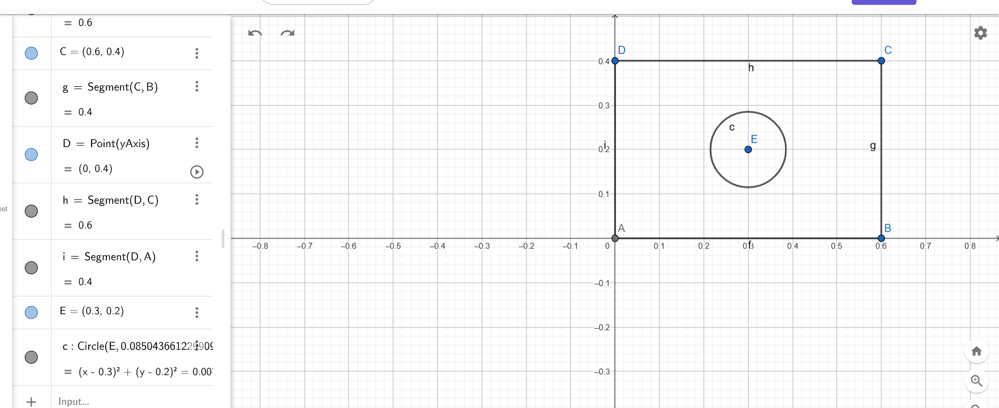 = 0.6
C = (0.6, 0.4)
g = Segment(C, B)
= 0.4
D = Point(yAxis)
= (0, 0.4)
h = Segment(D, C)
= 0.6
eet
i = Segment(D, A)
= 0.4
E = (0.3, 0.2)
c : Circle(E, 0.085043661229909
= (x - 0.3)² + (y - 0.2)² = 0.007
+ Input...
D C
0.4
h
0.3
c
E
0.2 i g
0.1
A B
–0.8 –0.7 –0.6 –0.5 –0.4 –0.3 –0.2 –0.1 0 0.1 0.2 0.3 f 0.4 0.5 0.6 0.7 0.8
–0.1
–0.2
–0.3